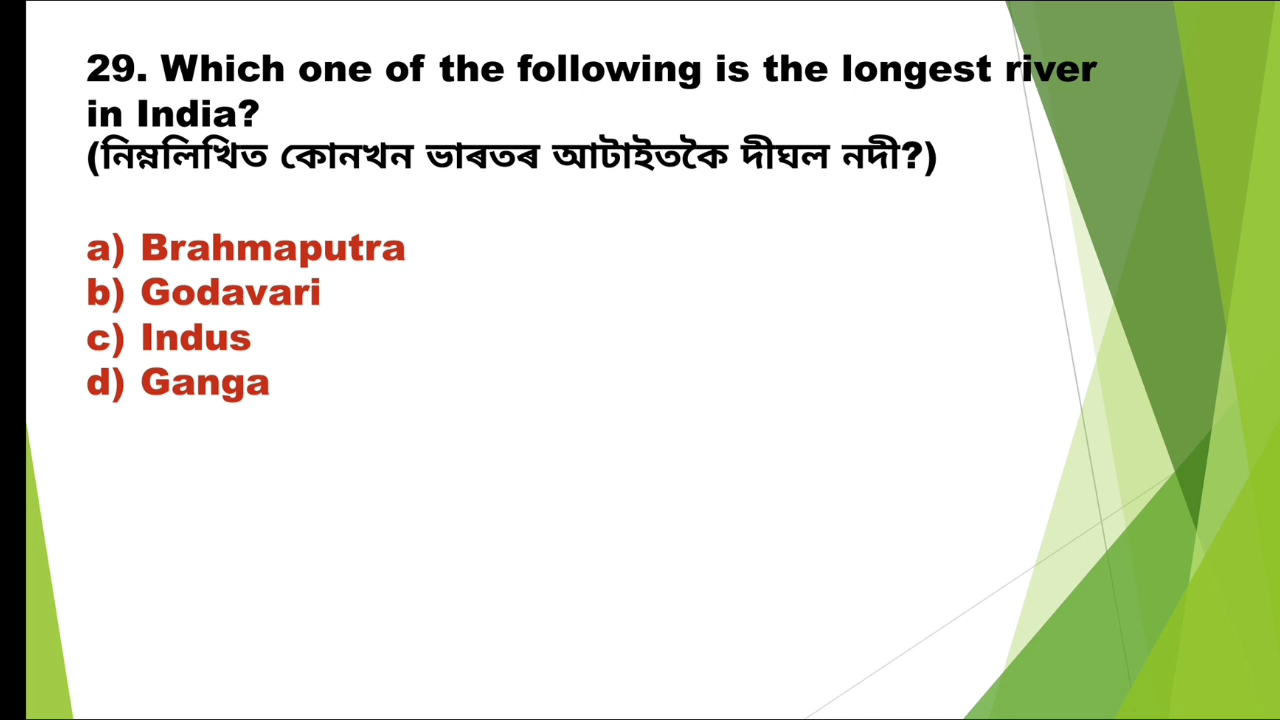 29. Which one of the following is the longest river
in India?
(নিম্নলিখিত কোনখন ভাৰতৰ আটাইতকৈ দীঘল নদী?)
a) Brahmaputra
b) Godavari
c) Indus
d) Ganga